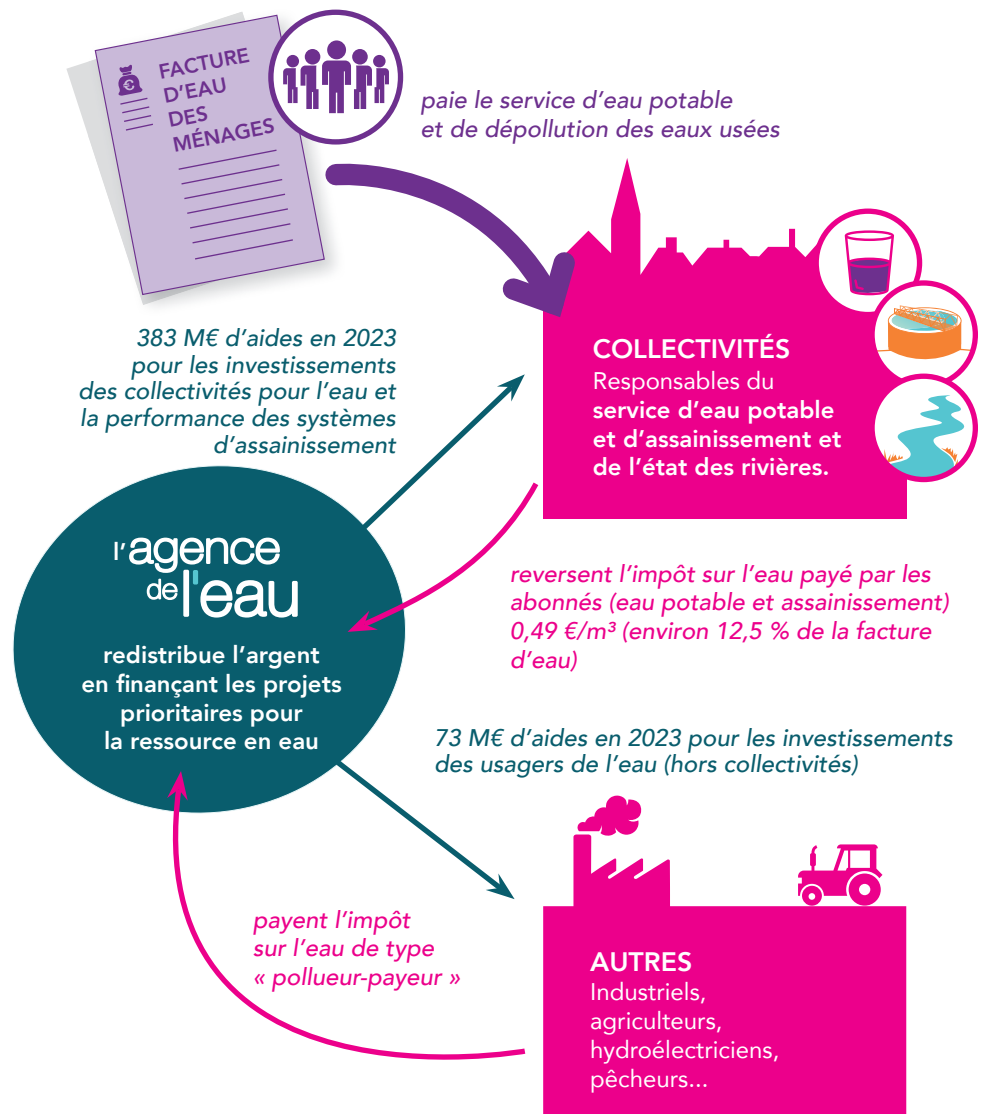 FACTURE
D'EAU
DES
MÉNAGES
€
paie le service d'eau potable
et de dépollution des eaux usées
383 M€ d'aides en 2023
pour les investissements
des collectivités pour l'eau et
la performance des systèmes
d'assainissement
COLLECTIVITÉS
Responsables du
service d'eau potable
et d'assainissement et
de l'état des rivières.
l'agence
de l'eau
redistribue l'argent
en finançant les projets
prioritaires pour
la ressource en eau
reversent l'impôt sur l'eau payé par les
abonnés (eau potable et assainissement)
0,49 €/m³ (environ 12,5 % de la facture
d'eau)
73 M€ d'aides en 2023 pour les investissements
des usagers de l'eau (hors collectivités)
payent l'impôt
sur l'eau de type
« pollueur-payeur »
AUTRES
Industriels,
agriculteurs,
hydroélectriciens,
pêcheurs...